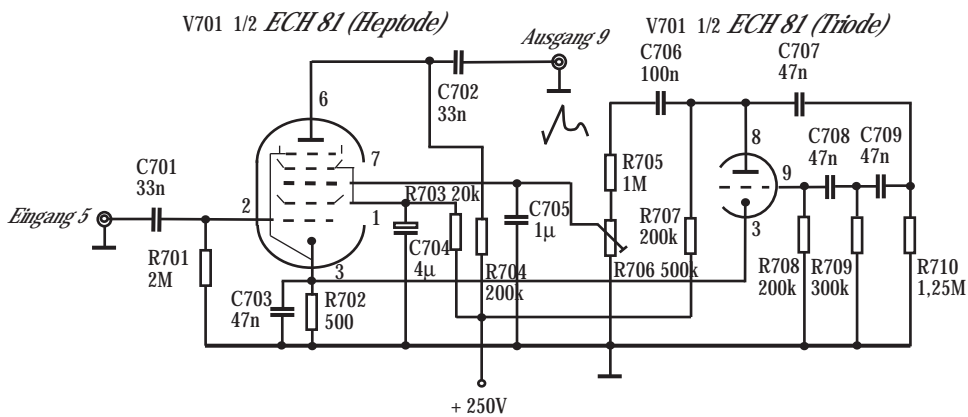 V701 1/2 ECH 81 (Heptode)
V701 1/2 ECH 81 (Triode)
Ausgang 9
C702
33n
C706
100n
C707
47n
6
7
2
1
3
C701
33n
Eingang 5
R701
2M
C703
47n
R702
500
R703 20k
C704
4µ
R704
200k
C705
1µ
R705
1M
R706 500k
R707
200k
8
9
3
C708
47n
C709
47n
R708
200k
R709
300k
R710
1,25M
+ 250V